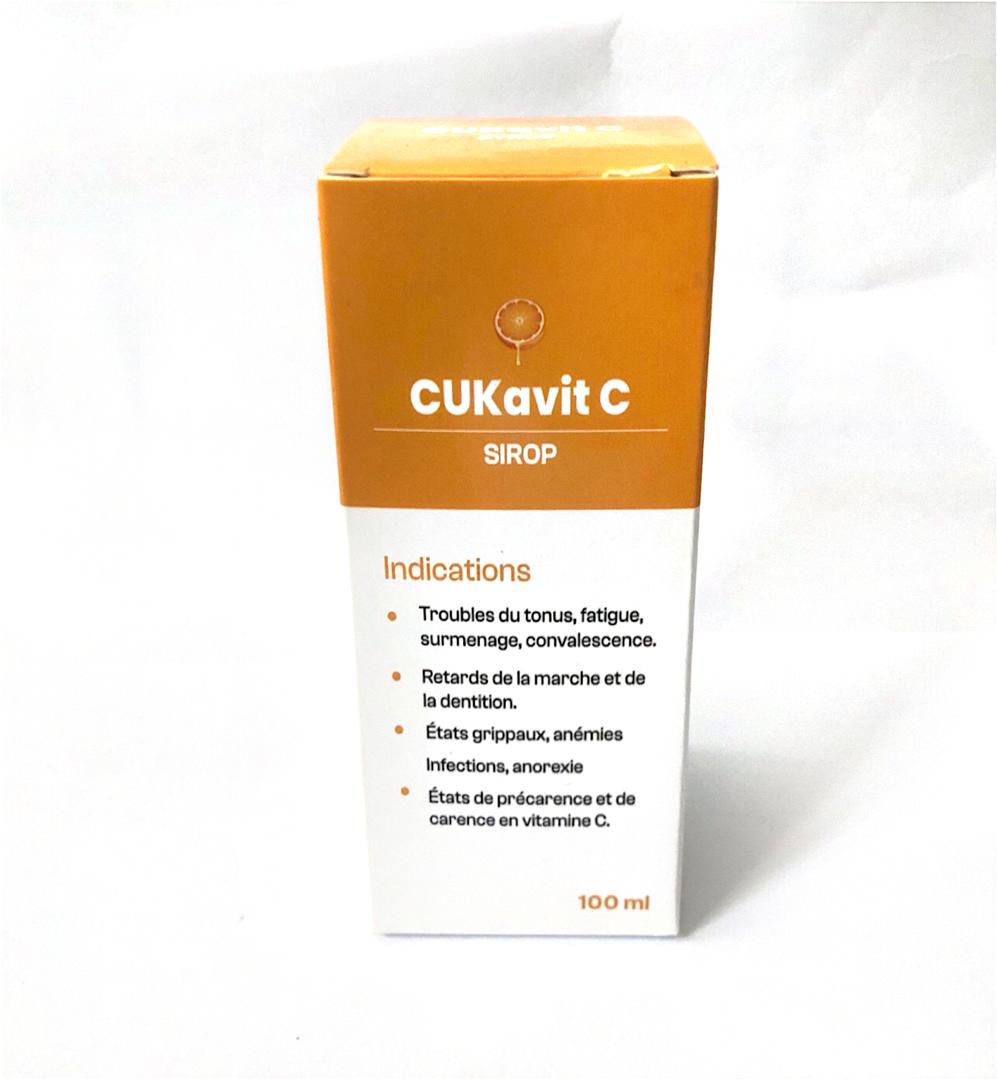 CUKavit C
CUKavit C
SIROP
Indications
• Troubles du tonus, fatigue,
surmenage, convalescence.
• Retards de la marche et de
la dentition.
• États grippaux, anémies
Infections, anorexie
• États de précarence et de
carence en vitamine C.
100 ml